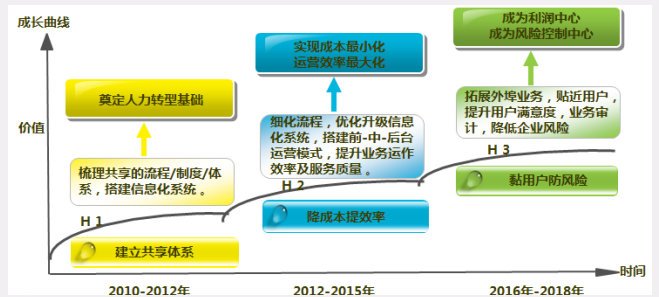 成长曲线
价值
奠定人力转型基础
梳理共享的流程/制度/体
系，搭建信息化系统 。
H 1
建立共享体系
2010-2012年
实现成本最小化
运营效率最大化
细化流程，优化升级信息
化系统，搭建前-中-后台
运营模式，提升业务运作
效率及服务质量 。
H 2
降成本提效率
2012-2015年
成为利润中心
成为风险控制中心
拓展外埠业务，贴近用户，
提升用户满意度，业务审
计，降低企业风险
H 3
黏用户防风险
2016年-2018年
时间